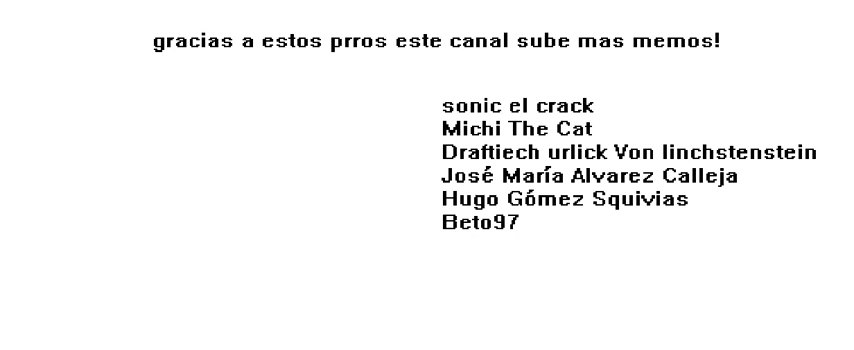 gracias a estos prros este canal sube mas memos!
sonic el crack
Michi The Cat
Draftiech urlick Von linchstenstein
José María Alvarez Calleja
Hugo Gómez Squivias
Beto97